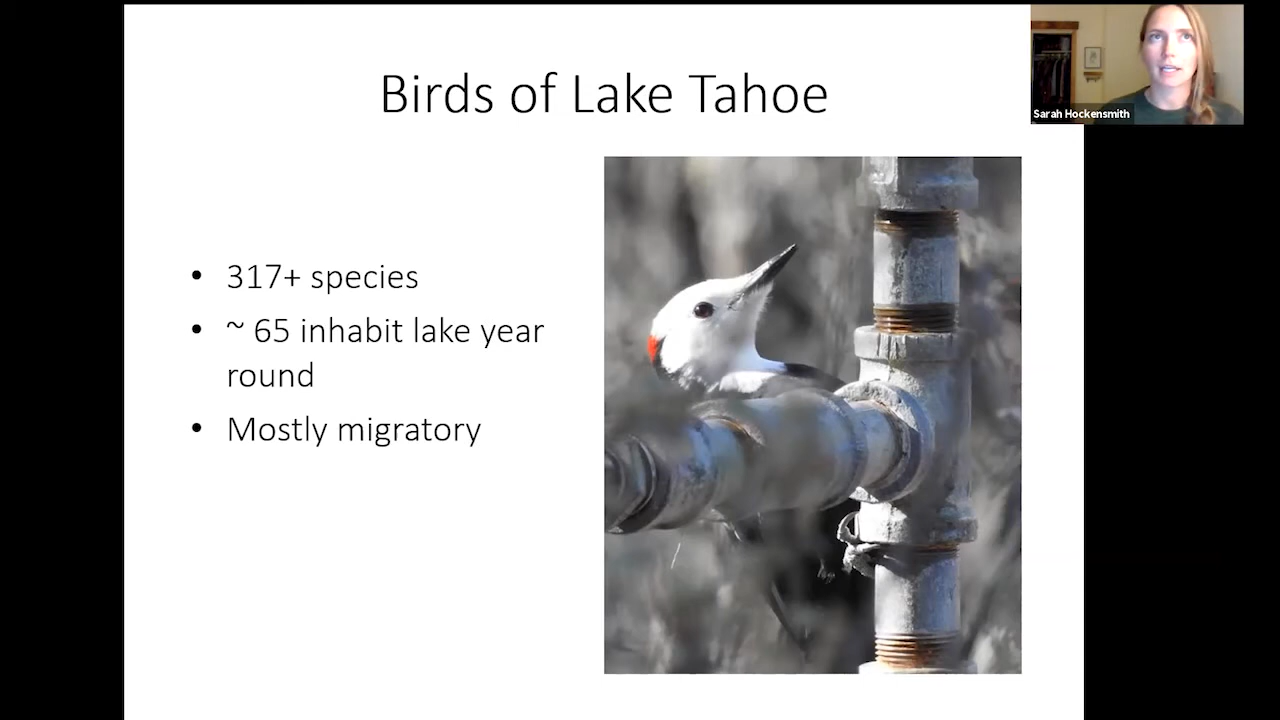 Birds of Lake Tahoe
Sarah Hockensmith
• 317+ species
• ~ 65 inhabit lake year
round
• Mostly migratory